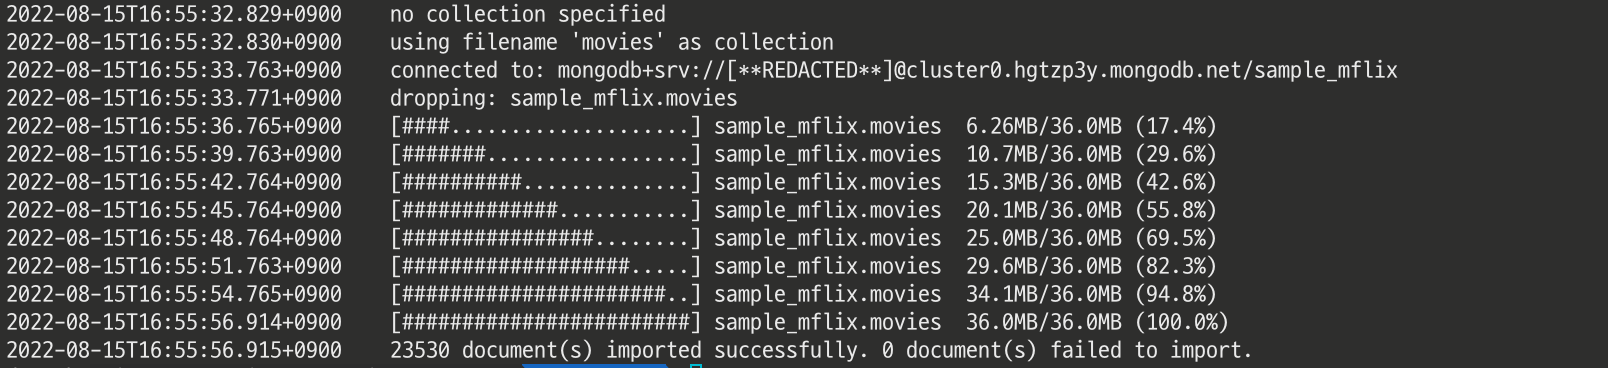 2022-08-15T16:55:32.829+0900    no collection specified
2022-08-15T16:55:32.830+0900    using filename 'movies' as collection
2022-08-15T16:55:33.763+0900    connected to: mongodb+srv://[**REDACTED**]@cluster0.hgtzp3y.mongodb.net/sample_mflix
2022-08-15T16:55:33.771+0900    dropping: sample_mflix.movies
2022-08-15T16:55:36.765+0900    [####....................] sample_mflix.movies  6.26MB/36.0MB (17.4%)
2022-08-15T16:55:39.763+0900    [#######.................] sample_mflix.movies  10.7MB/36.0MB (29.6%)
2022-08-15T16:55:42.764+0900    [##########..............] sample_mflix.movies  15.3MB/36.0MB (42.6%)
2022-08-15T16:55:45.764+0900    [#############...........] sample_mflix.movies  20.1MB/36.0MB (55.8%)
2022-08-15T16:55:48.764+0900    [################........] sample_mflix.movies  25.0MB/36.0MB (69.5%)
2022-08-15T16:55:51.763+0900    [###################.....] sample_mflix.movies  29.6MB/36.0MB (82.3%)
2022-08-15T16:55:54.765+0900    [######################..] sample_mflix.movies  34.1MB/36.0MB (94.8%)
2022-08-15T16:55:56.914+0900    [########################] sample_mflix.movies  36.0MB/36.0MB (100.0%)
2022-08-15T16:55:56.915+0900    23530 document(s) imported successfully. 0 document(s) failed to import.